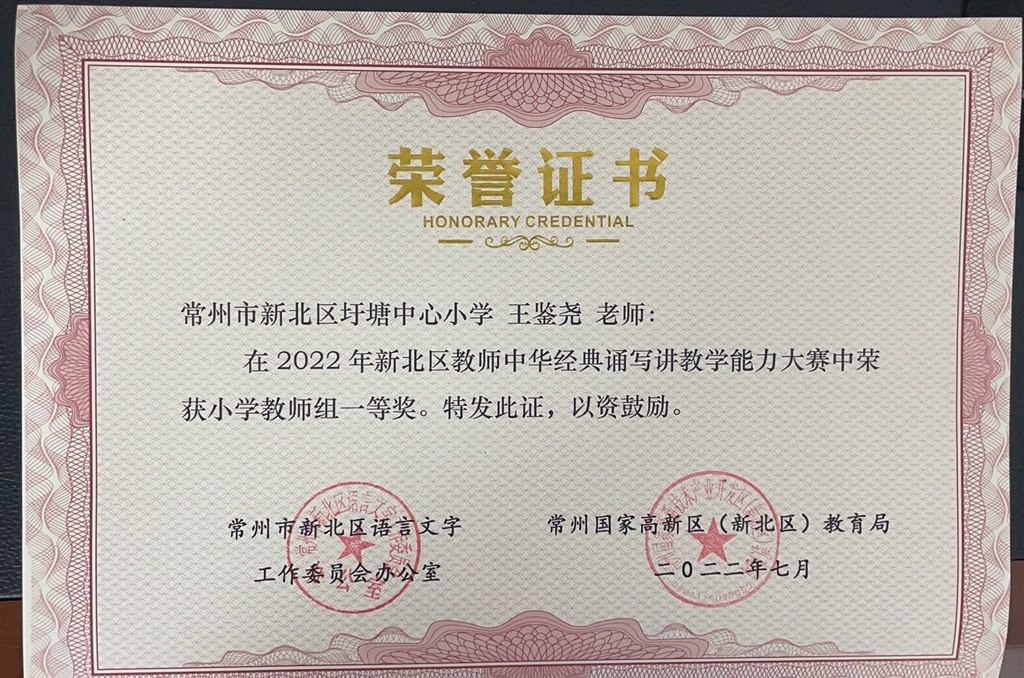 荣誉证书
HONORARY CREDENTIAL
常州市新北区圩塘中心小学 王鉴尧 老师：
在 2022 年新北区教师中华经典诵写讲教学能力大赛中荣
获小学教师组一等奖。特发此证，以资鼓励。
常州市新北区语言文字
工作委员会办公室
常州国家高新区（新北区）教育局
二〇二二年七月